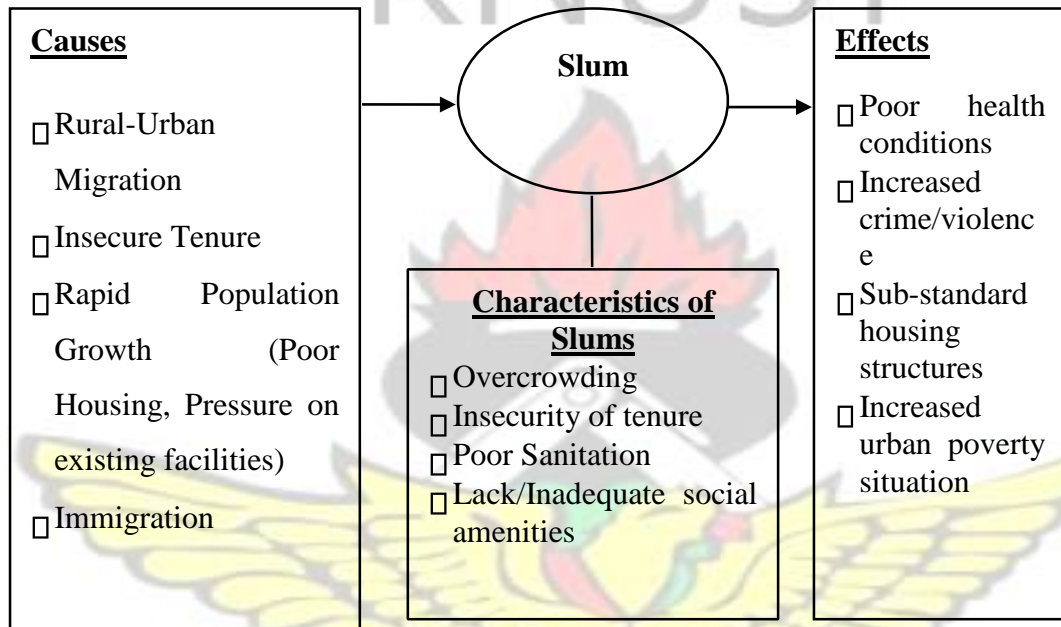 KNUST
Causes
□ Rural-Urban
Migration
□ Insecure Tenure
□ Rapid Population
Growth (Poor
Housing, Pressure on
existing facilities)
□ Immigration
Slum
Characteristics of
Slums
□ Overcrowding
□ Insecurity of tenure
□ Poor Sanitation
□ Lack/Inadequate social
amenities
Effects
□ Poor health
conditions
□ Increased
crime/violenc
e
□ Sub-standard
housing
structures
□ Increased
urban poverty
situation